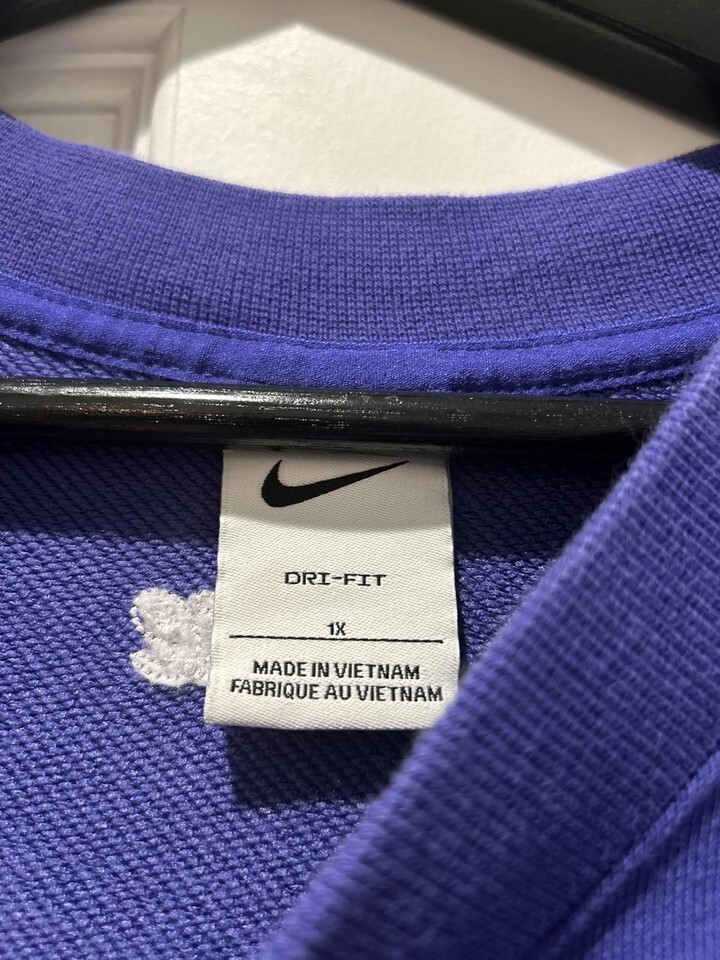 DRI-FIT
1X
MADE IN VIETNAM
FABRIQUE AU VIETNAM